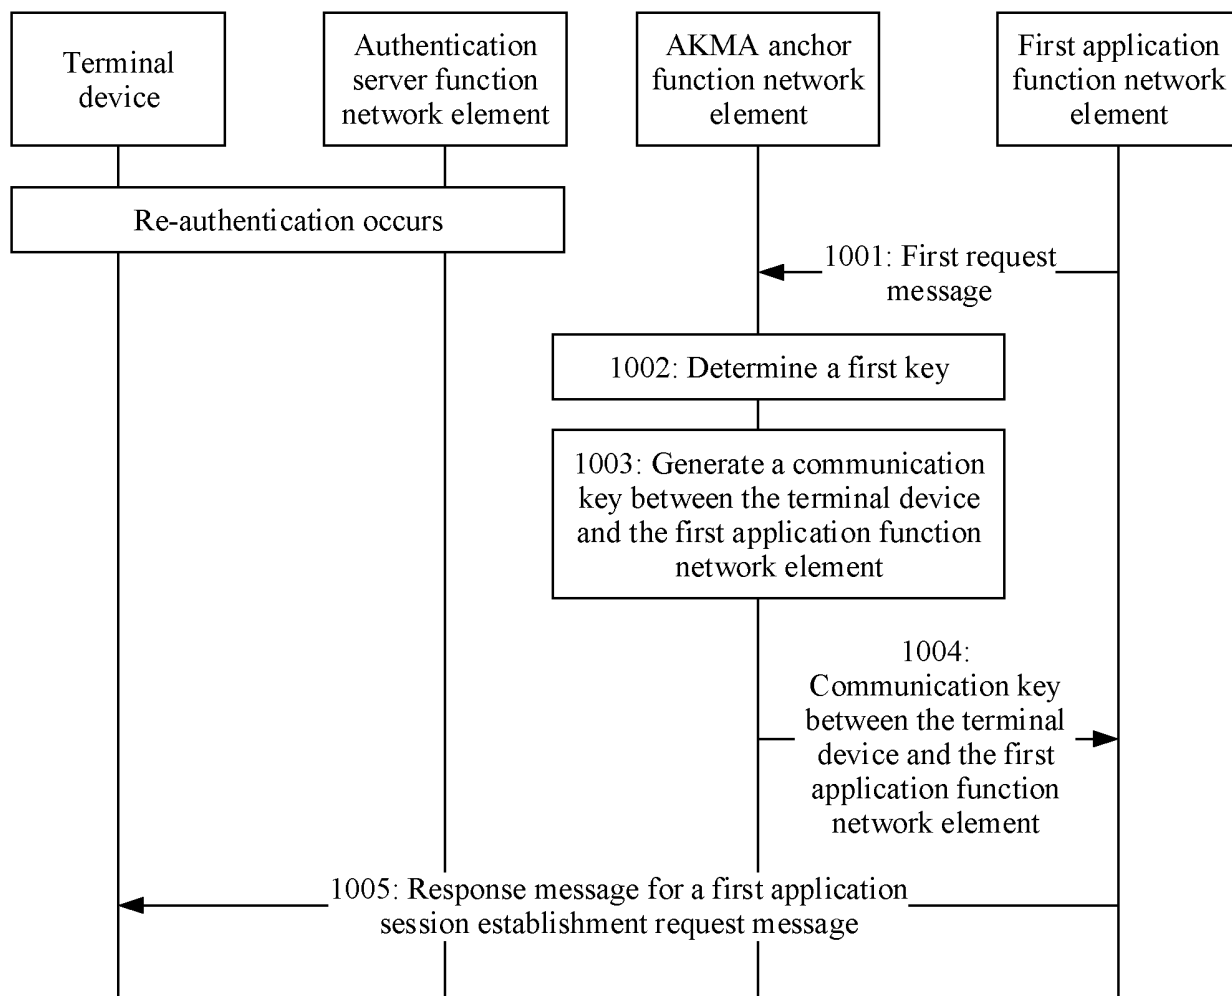 Terminal
device
Authentication
server function
network element
AKMA anchor
function network
element
First application
function network
element
Re-authentication occurs
1001: First request
message
1002: Determine a first key
1003: Generate a communication
key between the terminal device
and the first application function
network element
1004:
Communication key
between the terminal
device and the first
application function
network element
1005: Response message for a first application
session establishment request message